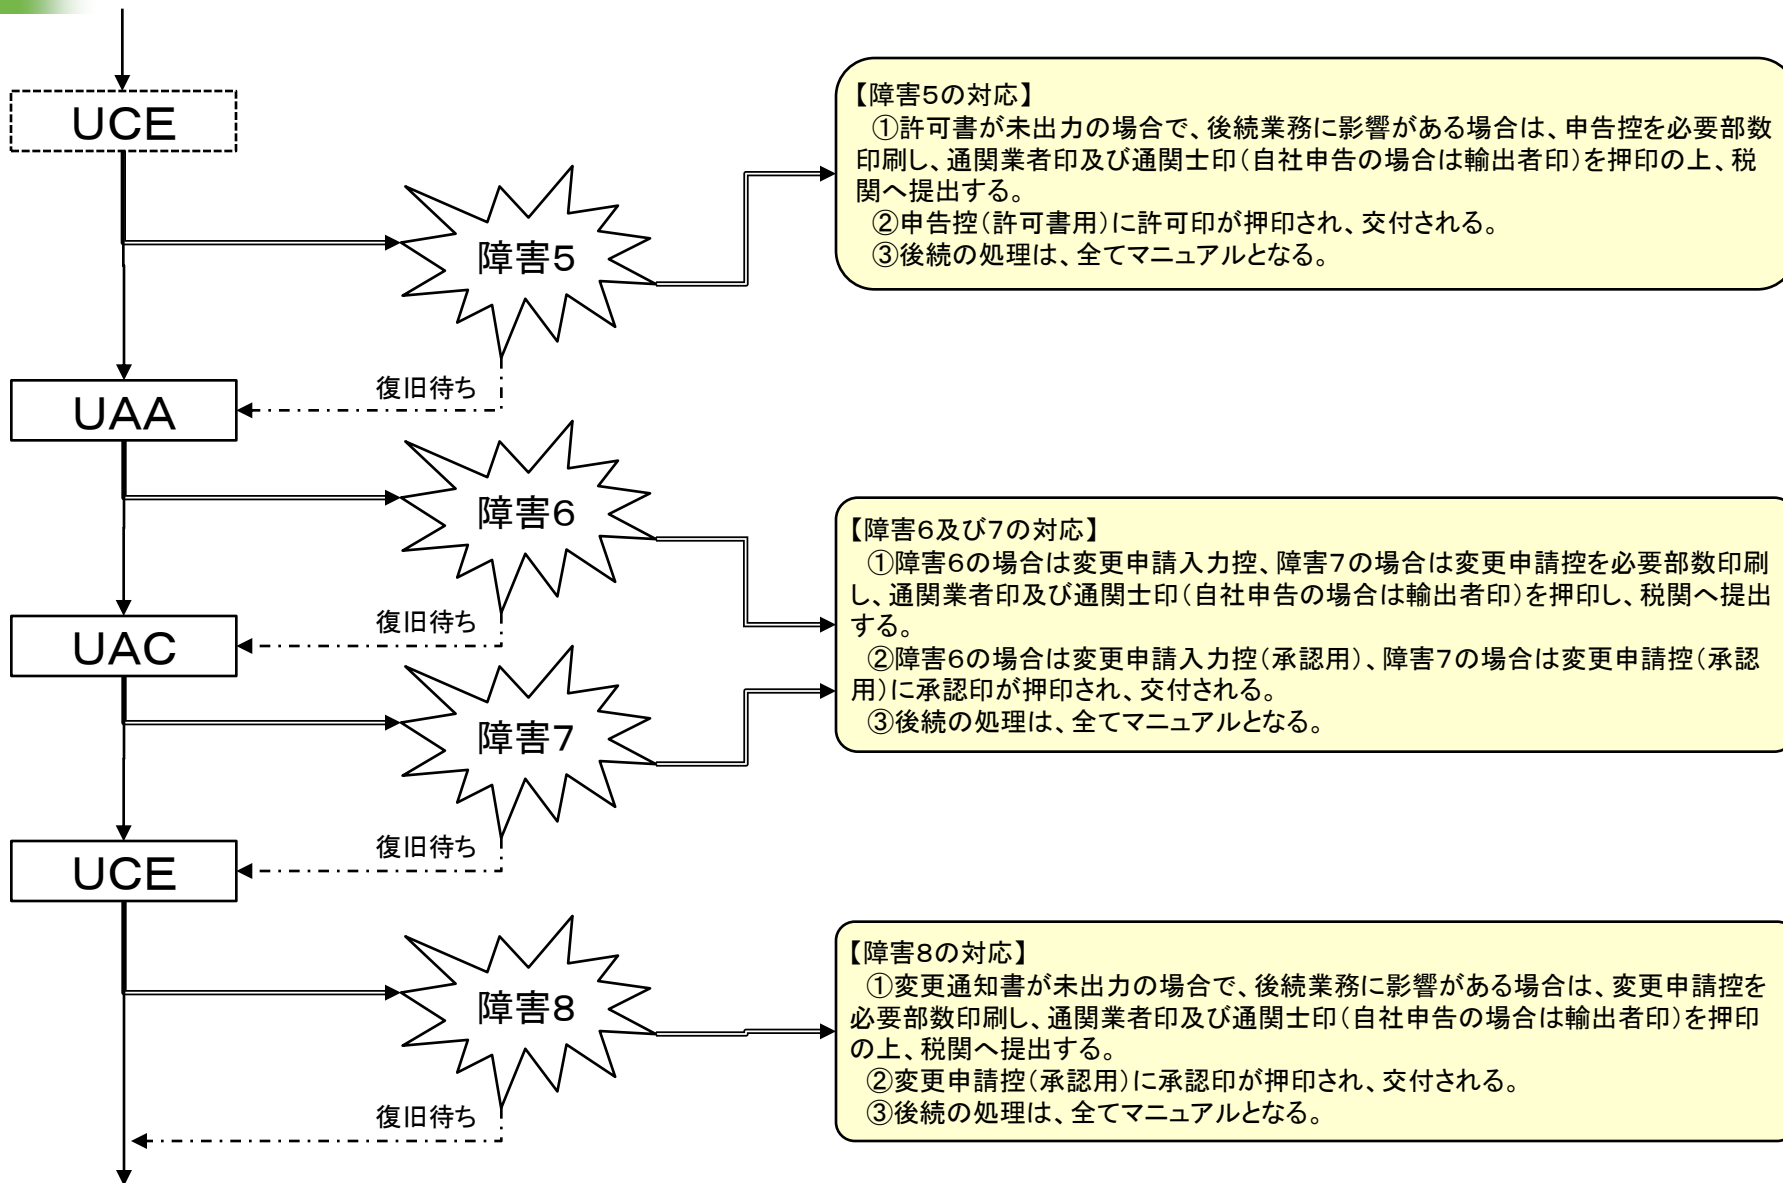 UCE
【障害5の対応】
①許可書が未出力の場合で、後続業務に影響がある場合は、申告控を必要部数
印刷し、通関業者印及び通関士印(自社申告の場合は輸出者印)を押印の上、税
関へ提出する。
②申告控(許可書用)に許可印が押印され、交付される。
③後続の処理は、全てマニュアルとなる。
障害5
復旧待ち
UAA
障害6
【障害6及び7の対応】
①障害6の場合は変更申請入力控、障害7の場合は変更申請控を必要部数印刷
し、通関業者印及び通関士印(自社申告の場合は輸出者印)を押印し、税関へ提出
する。
②障害6の場合は変更申請入力控(承認用)、障害7の場合は変更申請控(承認
用)に承認印が押印され、交付される。
③後続の処理は、全てマニュアルとなる。
復旧待ち
UAC
障害7
復旧待ち
UCE
障害8
【障害8の対応】
①変更通知書が未出力の場合で、後続業務に影響がある場合は、変更申請控を
必要部数印刷し、通関業者印及び通関士印(自社申告の場合は輸出者印)を押印
の上、税関へ提出する。
②変更申請控(承認用)に承認印が押印され、交付される。
③後続の処理は、全てマニュアルとなる。
復旧待ち